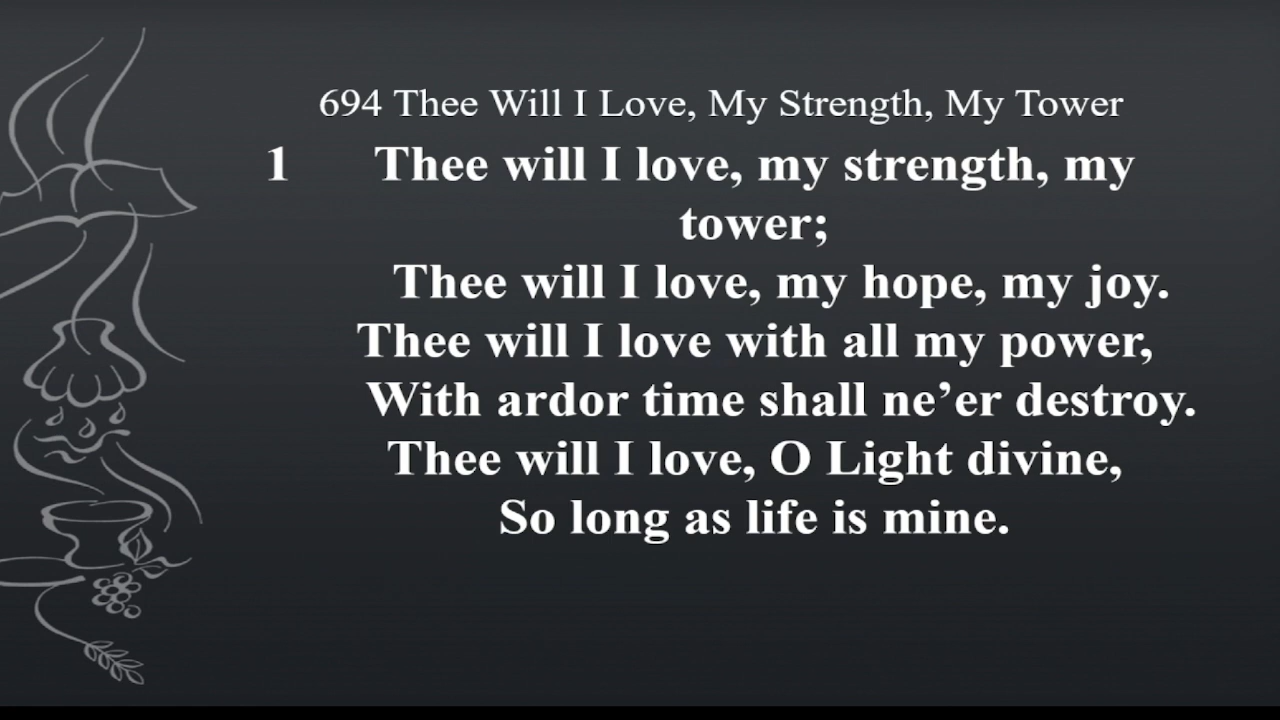 694 Thee Will I Love, My Strength, My Tower
1 Thee will I love, my strength, my
tower;
Thee will I love, my hope, my joy.
Thee will I love with all my power,
With ardor time shall ne’er destroy.
Thee will I love, O Light divine,
So long as life is mine.